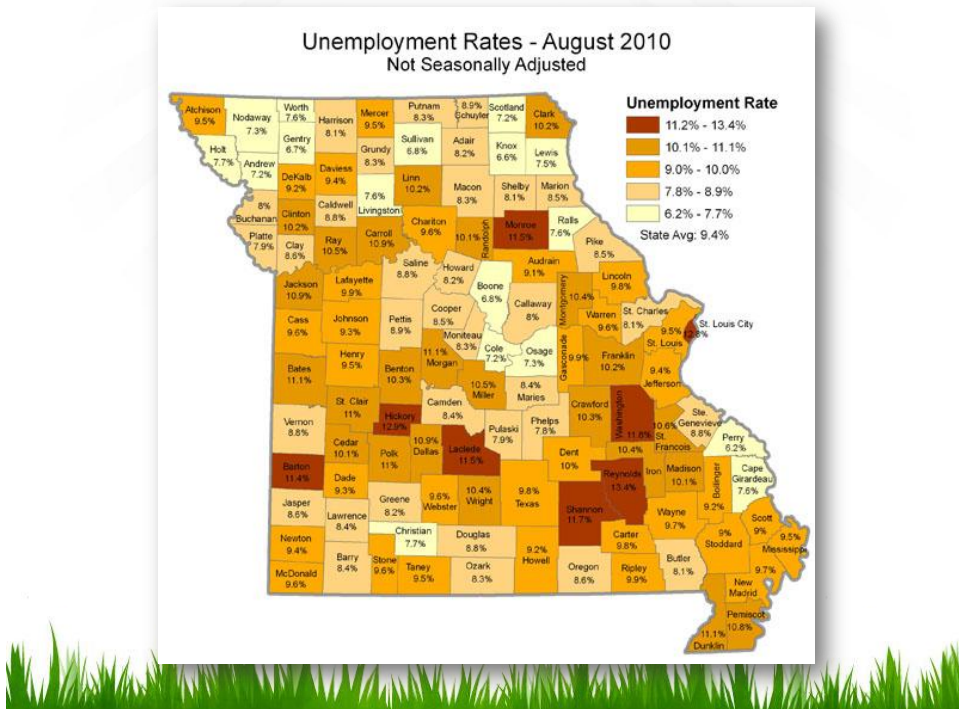 Unemployment Rates - August 2010
Not Seasonally Adjusted
Unemployment Rate
11.2% - 13.4%
10.1% - 11.1%
9.0% - 10.0%
7.8% - 8.9%
6.2% - 7.7%
State Avg: 9.4%
Atchison
9.5%
Nodaway
7.3%
Worth
7.6%
Harrison
8.1%
Mercer
9.5%
Putnam
8.3%
8.9%
Schuyler
Scotland
7.2%
Clark
10.2%
Holt
7.7%
Andrew
7.2%
Gentry
6.7%
Grundy
8.3%
Sullivan
6.8%
Adair
8.2%
Knox
6.6%
Lewis
7.5%
DeKalb
9.2%
Daviess
9.4%
7.6%
Livingston
Linn
10.2%
Macon
8.3%
Shelby
8.1%
Marion
8.5%
8%
Buchanan
Clinton
10.2%
Caldwell
8.8%
Chariton
9.6%
10.1%
Randolph
Monroe
11.5%
Ralls
7.6%
Platte
7.9%
Clay
8.6%
Ray
10.5%
Carroll
10.9%
Pike
8.5%
Saline
8.8%
Howard
8.2%
Boone
6.8%
Audrain
9.1%
Jackson
10.9%
Lafayette
9.9%
Cooper
8.5%
Callaway
8%
Montgomery
10.4%
Lincoln
9.8%
Warren
9.6%
St. Charles
8.1%
St. Louis City
12.8%
9.5%
St. Louis
Cass
9.6%
Johnson
9.3%
Pettis
8.9%
Moniteau
8.3%
Cole
7.2%
Osage
7.3%
Gasconade
9.9%
Franklin
10.2%
9.4%
Jefferson
Bates
11.1%
Henry
9.5%
Benton
10.3%
11.1%
Morgan
10.5%
Miller
8.4%
Maries
St. Clair
11%
Hickory
12.9%
Camden
8.4%
Pulaski
7.9%
Phelps
7.8%
Crawford
10.3%
Washington
11.8%
10.6%
St.
Francois
Ste.
Genevieve
8.8%
Perry
6.2%
Vernon
8.8%
Cedar
10.1%
Polk
11%
10.9%
Dallas
Laclede
11.5%
Dent
10%
10.4%
Iron
Madison
10.1%
Bollinger
9.2%
Cape
Girardeau
7.6%
Barton
11.4%
Dade
9.3%
Greene
8.2%
9.6%
Webster
10.4%
Wright
9.8%
Texas
Shannon
11.7%
Reynolds
13.4%
Wayne
9.7%
Scott
9%
Jasper
8.6%
Lawrence
8.4%
Christian
7.7%
Douglas
8.8%
9.2%
Howell
Carter
9.8%
9%
Stoddard
9.5%
Mississippi
Newton
9.4%
Barry
8.4%
Stone
9.6%
Taney
9.5%
Ozark
8.3%
Oregon
8.6%
Ripley
9.9%
Butler
8.1%
9.7%
New
Madrid
McDonald
9.6%
Pemiscot
10.8%
11.1%
Dunklin